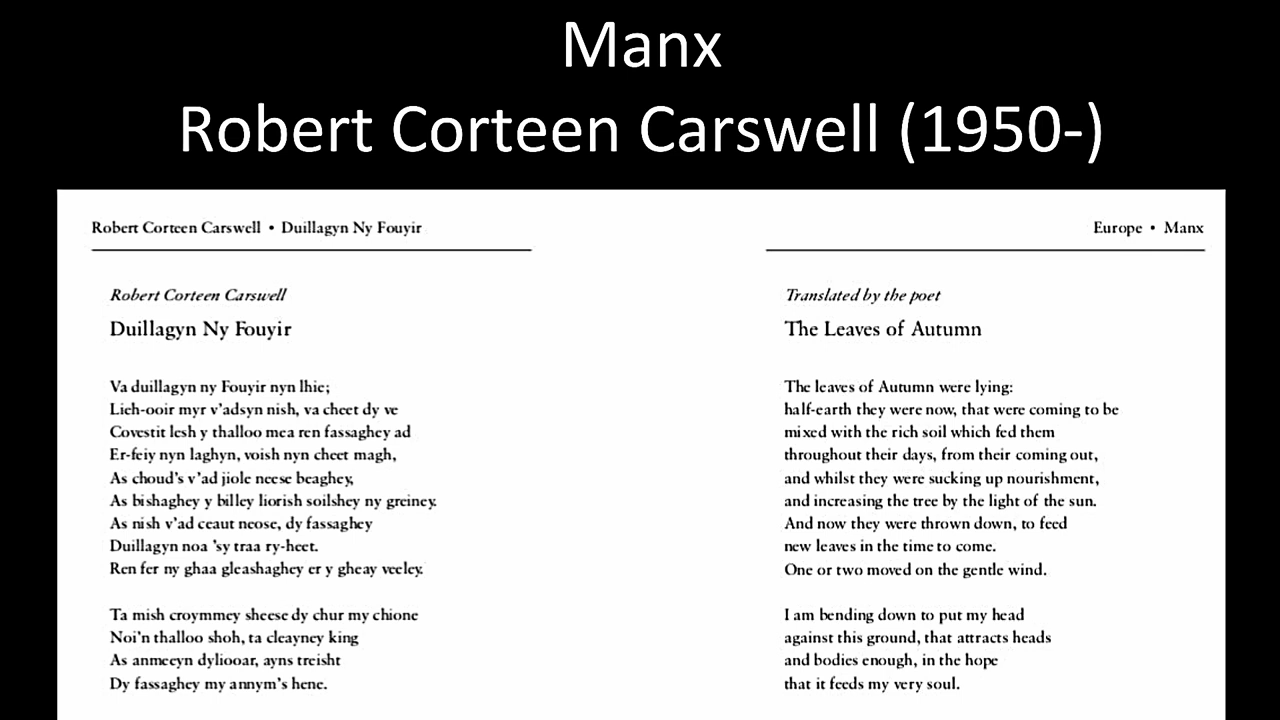 Manx
Robert Corteen Carswell (1950-)
Robert Corteen Carswell • Duillagyn Ny Fouyir
Europe • Manx
Robert Corteen Carswell
Duillagyn Ny Fouyir
Va duillagyn ny Fouyir nyn lhie;
Lieh-ooir myr v'adsyn nish, va cheet dy ve
Covestit lesh y thalloo mea ren fassaghey ad
Er-feiy nyn laghyn, voish nyn cheet magh,
As choud's v'ad jiole neese beaghey,
As bishaghey y billey liorish soilshey ny greiney.
As nish v'ad ceaut neose, dy fassaghey
Duillagyn noa 'sy traa ry-heet.
Ren fer ny ghaa gleashaghey er y gheay veeley.
Ta mish croymmey sheese dy chur my chione
Noi'n thalloo shoh, ta cleayney king
As anmeeyn dyliooar, ayns treisht
Dy fassaghey my annym's hene.
Translated by the poet
The Leaves of Autumn
The leaves of Autumn were lying:
half-earth they were now, that were coming to be
mixed with the rich soil which fed them
throughout their days, from their coming out,
and whilst they were sucking up nourishment,
and increasing the tree by the light of the sun.
And now they were thrown down, to feed
new leaves in the time to come.
One or two moved on the gentle wind.
I am bending down to put my head
against this ground, that attracts heads
and bodies enough, in the hope
that it feeds my very soul.